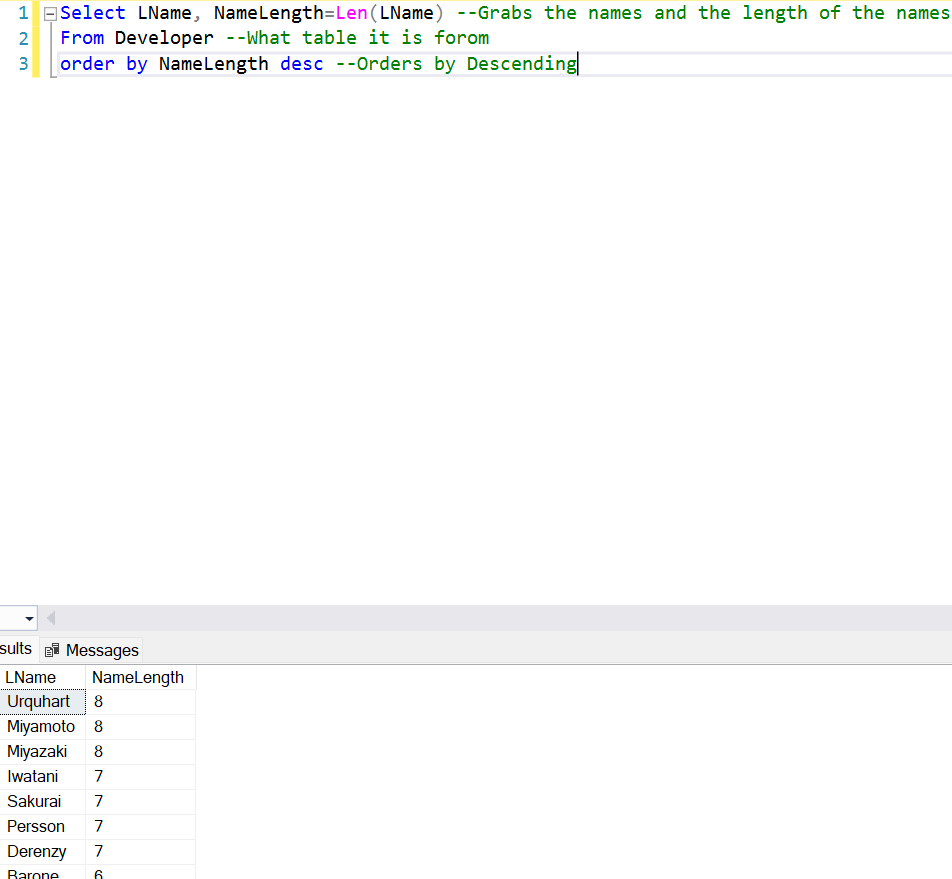 1 Select LName, NameLength=Len(LName) --Grabs the names and the length of the names
2 From Developer --What table it is forom
3 order by NameLength desc --Orders by Descending
sults Messages
LName NameLength
Urquhart 8
Miyamoto 8
Miyazaki 8
Iwatani 7
Sakurai 7
Persson 7
Derenzy 7
Barone 6